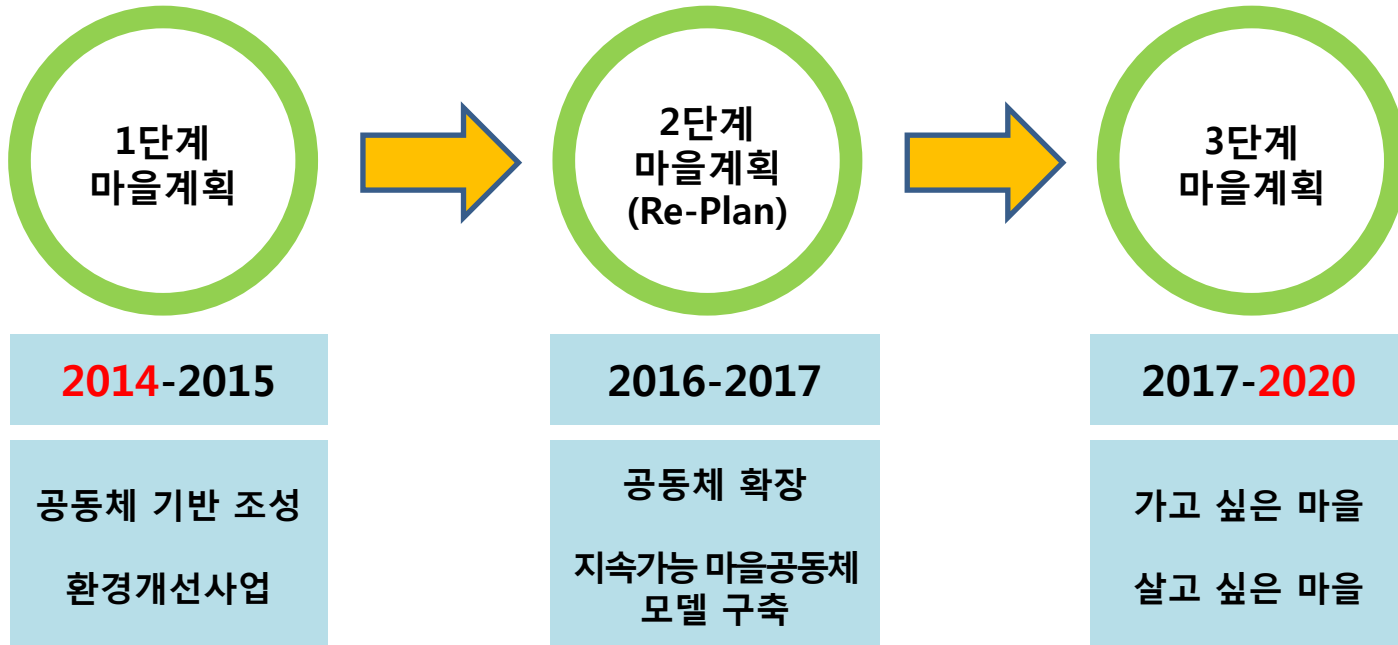 1단계
마을계획
2단계
마을계획
(Re-Plan)
3단계
마을계획
2014-2015
2016-2017
2017-2020
공동체 기반 조성
환경개선사업
공동체 확장
지속가능 마을공동체
모델 구축
가고 싶은 마을
살고 싶은 마을